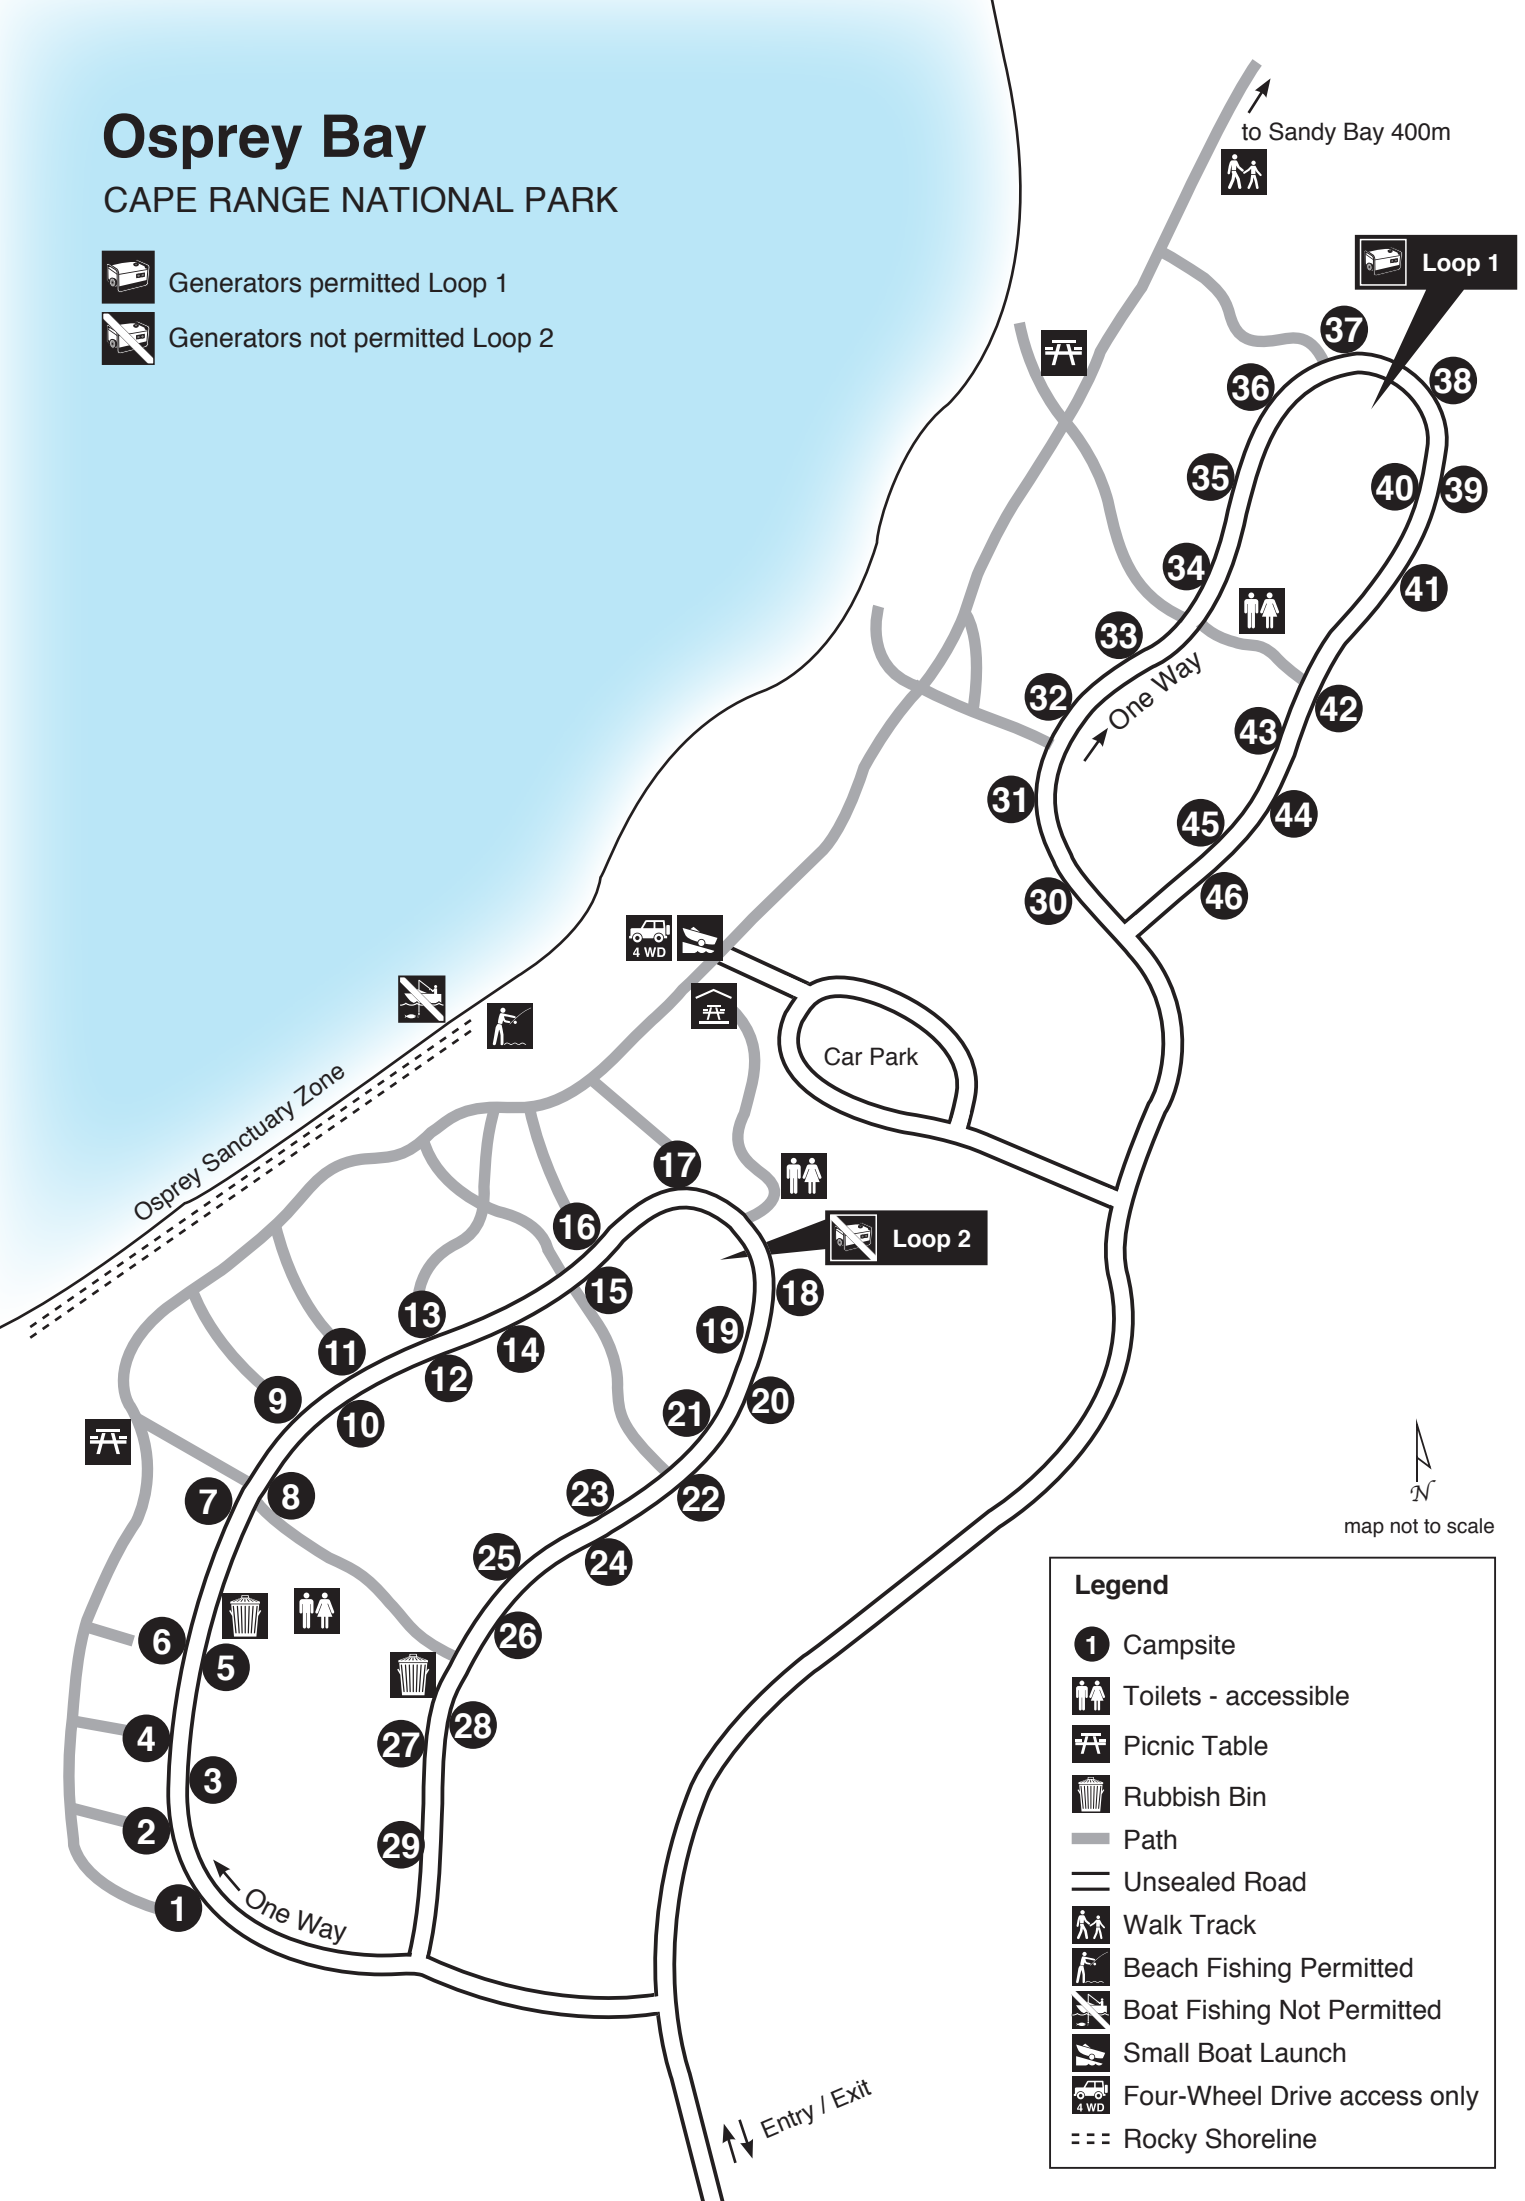 Osprey Bay
CAPE RANGE NATIONAL PARK
Generators permitted Loop 1
Generators not permitted Loop 2
to Sandy Bay 400m
Loop 1
37
36
38
35
40
39
34
41
33
One Way
32
42
43
31
45
44
30
46
4 WD
Car Park
Osprey Sanctuary Zone
17
16
Loop 2
15
18
13
19
11
14
12
9
20
10
21
7
8
23
22
25
24
6
26
5
4
28
27
3
2
29
1
One Way
N
map not to scale
Entry / Exit
Legend
1 Campsite
Toilets - accessible
Picnic Table
Rubbish Bin
Path
Unsealed Road
Walk Track
Beach Fishing Permitted
Boat Fishing Not Permitted
Small Boat Launch
4 WD Four-Wheel Drive access only
Rocky Shoreline